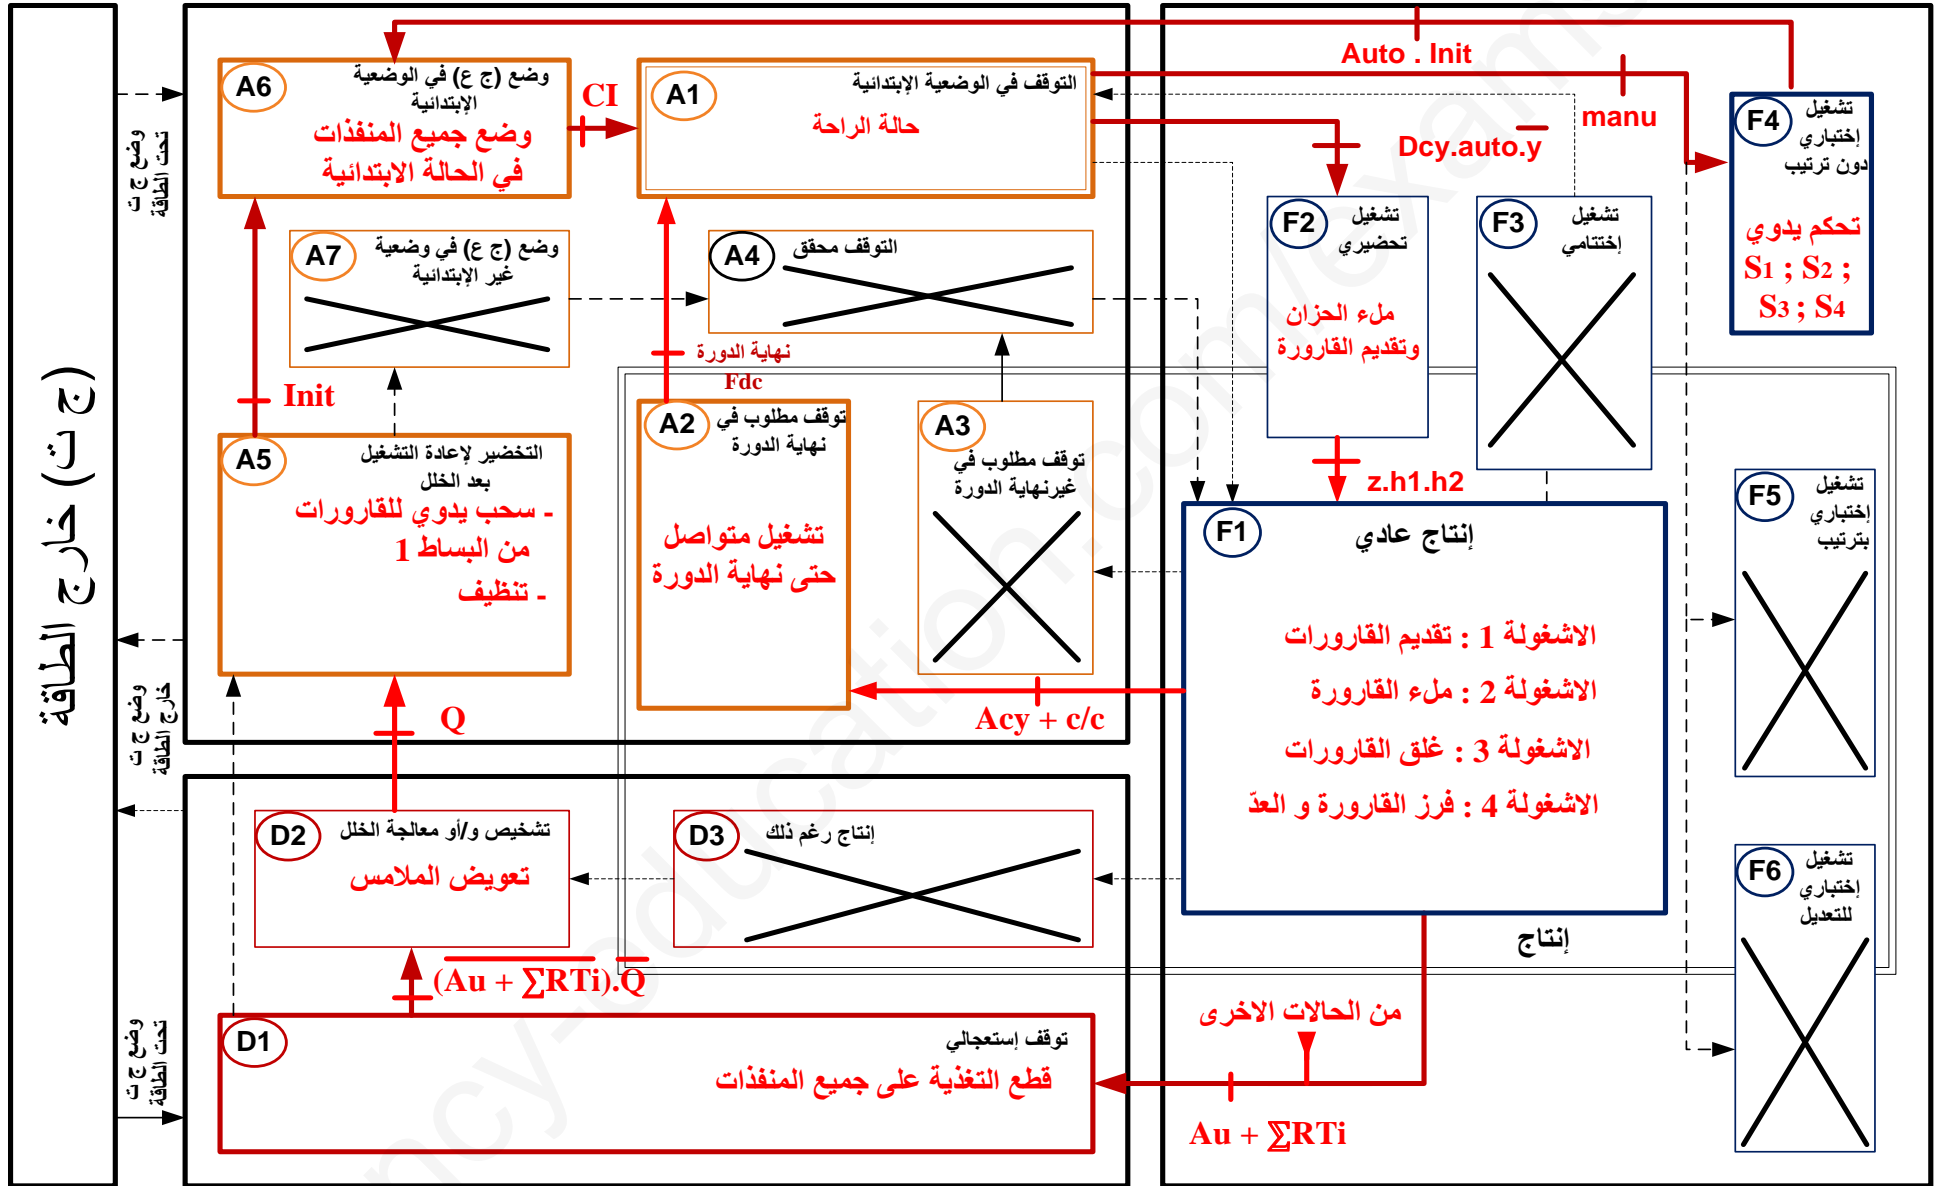 (ج ت) خارج الطاقة
وضع ج ت
تحت الطاقة
وضع ج ت
خارج الطاقة
وضع ج ت
تحت الطاقة
A6
وضع (ج ع) في الوضعية
الإبتدائية
وضع جميع المنفذات
في الحالة الابتدائية
CI
A1
التوقف في الوضعية الإبتدائية
حالة الراحة
Auto . Init
manu
Dcy.auto.y̅
F4
تشغيل
إختباري
دون ترتيب
تحكم يدوي
S1 ; S2 ;
S3 ; S4
A7
وضع (ج ع) في وضعية
غير الإبتدائية
A4
التوقف محقق
F2
تشغيل
تحضيري
ملء الحزان
وتقديم القارورة
F3
تشغيل
إختتامي
Init
نهاية الدورة
Fdc
A5
التخضير لإعادة التشغيل
بعد الخلل
- سحب يدوي للقارورات
من البساط 1
- تنظيف
A2
توقف مطلوب في
نهاية الدورة
تشغيل متواصل
حتى نهاية الدورة
A3
توقف مطلوب في
غيرنهاية الدورة
z.h1.h2
F1
إنتاج عادي
الاشغولة 1 : تقديم القارورات
الاشغولة 2 : ملء القارورة
الاشغولة 3 : غلق القارورات
الاشغولة 4 : فرز القارورة و العدّ
F5
تشغيل
إختباري
بترتيب
Q
Acy + c/c
D2
تشخيص و/أو معالجة الخلل
تعويض الملامس
D3
إنتاج رغم ذلك
F6
تشغيل
إختباري
للتعديل
إنتاج
(A̅u̅ ̅+̅ ̅∑̅R̅T̅i̅).Q̅
من الحالات الاخرى
D1
توقف إستعجالي
قطع التغذية على جميع المنفذات
Au + ∑RTi
ency-education.com/exams